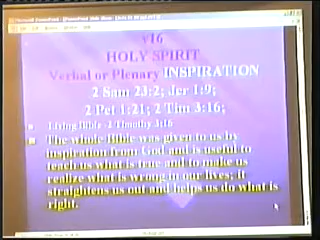 v16
HOLY SPIRIT
Verbal or Plenary INSPIRATION
2 Sam 23:2; Jer 1:9;
2 Pet 1:21; 2 Tim 3:16;
Living Bible - 2 Timothy 3:16
The whole Bible was given to us by
inspiration from God and is useful to
teach us what is true and to make us
realize what is wrong in our lives; it
straightens us out and helps us do what is
right.